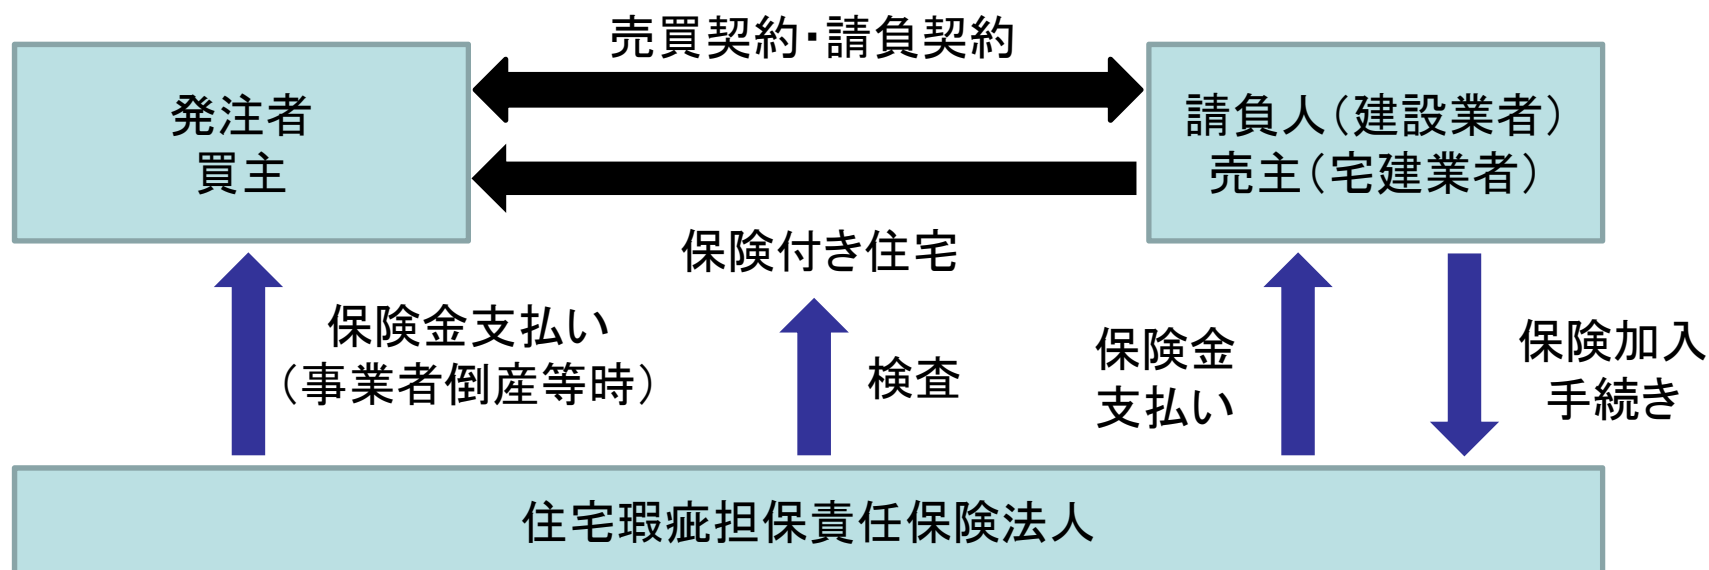 売買契約・請負契約
発注者
買主
請負人（建設業者）
売主（宅建業者）
保険付き住宅
保険金支払い
（事業者倒産等時）
検査
保険金
支払い
保険加入
手続き
住宅瑕疵担保責任保険法人